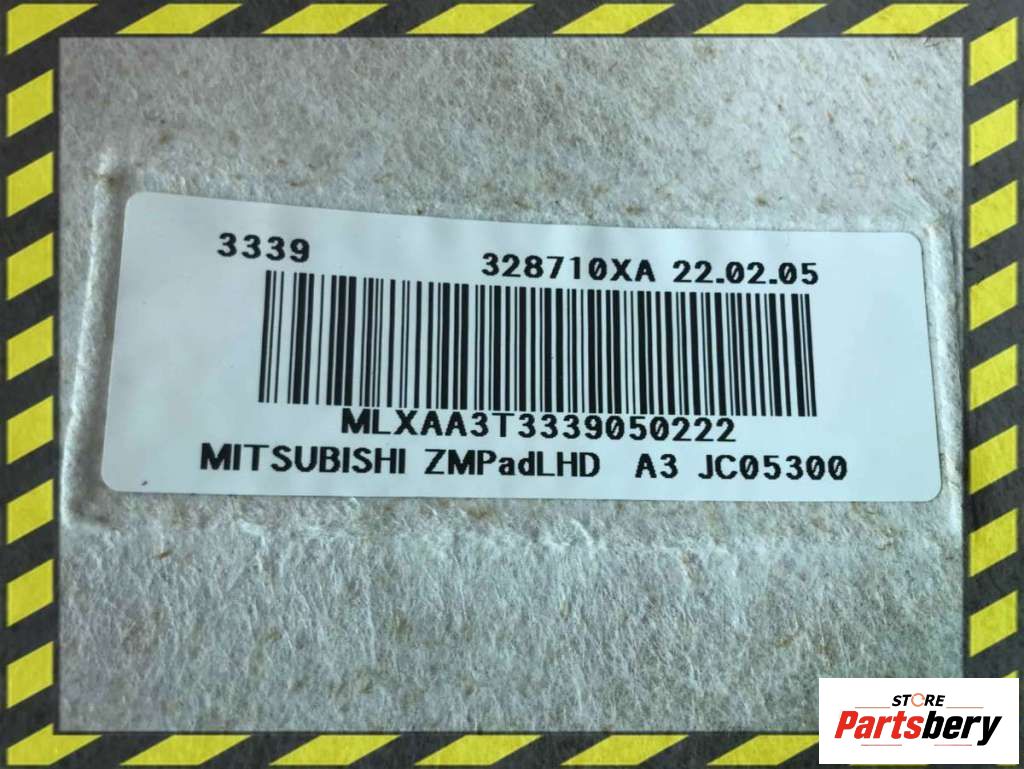 3339
328710XA 22.02.05
MLXAA3T3339050222
MITSUBISHI ZMPadLHD A3 JC05300
STORE
Partsbery